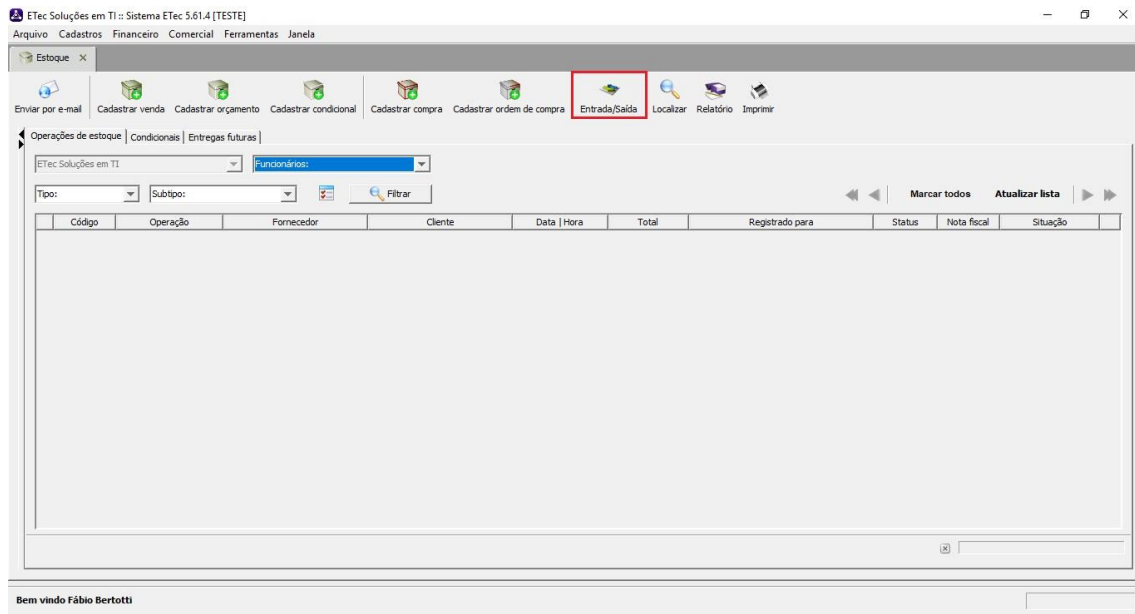 ETec Soluções em TI :: Sistema ETec 5.61.4 [TESTE]
Arquivo Cadastros Financeiro Comercial Ferramentas Janela
Estoque
Enviar por e-mail Cadastrar venda Cadastrar orçamento Cadastrar condicional Cadastrar compra Cadastrar ordem de compra Entrada/Saída Localizar Relatório Imprimir
Operações de estoque Condicionais Entregas futuras
ETec Soluções em TI Funcionários:
Tipo: Subtipo: Filtrar Marcar todos Atualizar lista
Código Operação Fornecedor Cliente Data | Hora Total Registrado para Status Nota fiscal Situação
Bem vindo Fábio Bertotti